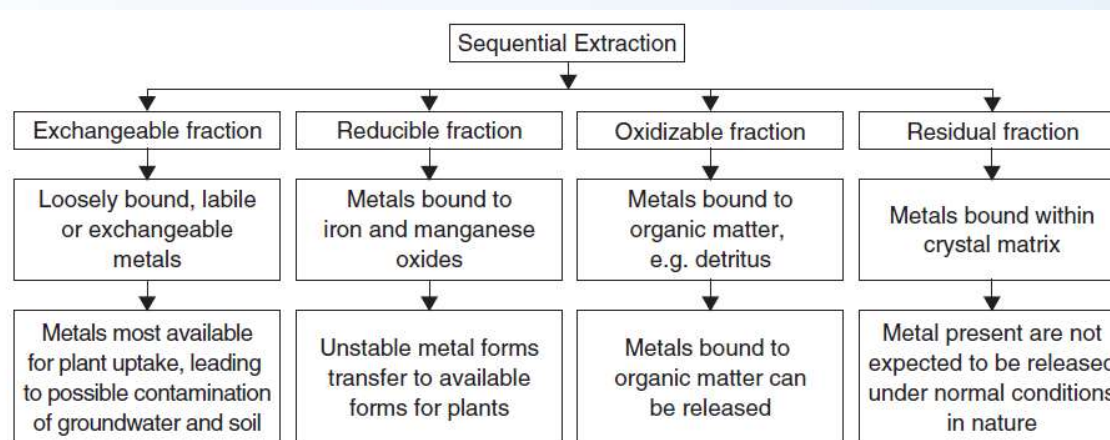 Sequential Extraction
Exchangeable fraction
Reducible fraction
Oxidizable fraction
Residual fraction
Loosely bound, labile
or exchangeable
metals
Metals bound to
iron and manganese
oxides
Metals bound to
organic matter,
e.g. detritus
Metals bound within
crystal matrix
Metals most available
for plant uptake, leading
to possible contamination
of groundwater and soil
Unstable metal forms
transfer to available
forms for plants
Metals bound to
organic matter can
be released
Metal present are not
expected to be released
under normal conditions
in nature